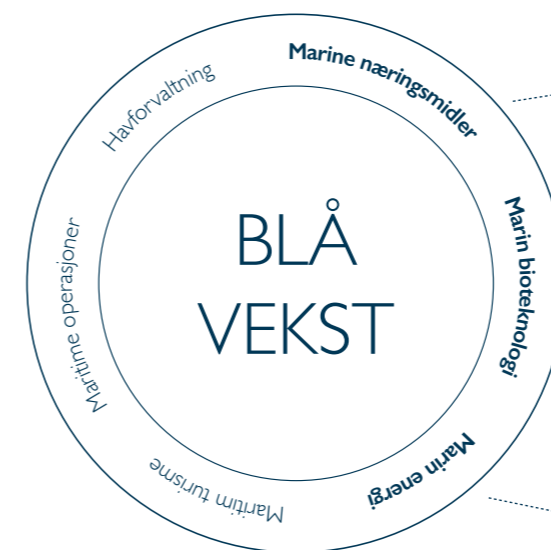 BLÅ
VEKST
Marine næringsmidler
Marin bioteknologi
Marin energi
Maritim turisme
Maritime operasjoner
Havforvaltning